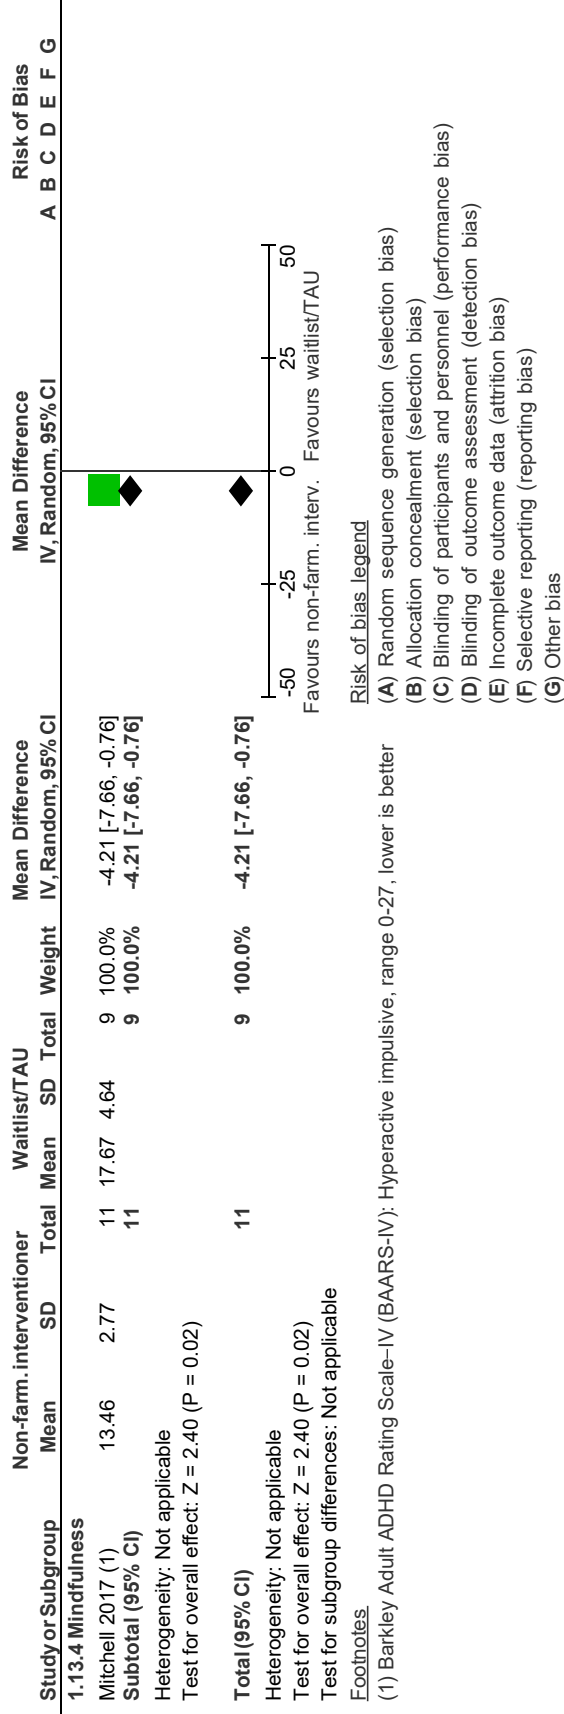 Non-farm. interventioner Waitlist/TAU Mean Difference Mean Difference Risk of Bias
Study or Subgroup Mean SD Total Mean SD Total Weight IV, Random, 95% CI IV, Random, 95% CI A B C D E F G
1.13.4 Mindfulness
Mitchell 2017 (1) 13.46 2.77 11 17.67 4.64 9 100.0% -4.21 [-7.66, -0.76]
Subtotal (95% CI) 11 9 100.0% -4.21 [-7.66, -0.76]
Heterogeneity: Not applicable
Test for overall effect: Z = 2.40 (P = 0.02)
Total (95% CI) 11 9 100.0% -4.21 [-7.66, -0.76]
Heterogeneity: Not applicable
Test for overall effect: Z = 2.40 (P = 0.02)
Test for subgroup differences: Not applicable
-50 -25 0 25 50
Favours non-farm. interv. Favours waitlist/TAU
Footnotes
(1) Barkley Adult ADHD Rating Scale–IV (BAARS-IV): Hyperactive impulsive, range 0-27, lower is better
Risk of bias legend
(A) Random sequence generation (selection bias)
(B) Allocation concealment (selection bias)
(C) Blinding of participants and personnel (performance bias)
(D) Blinding of outcome assessment (detection bias)
(E) Incomplete outcome data (attrition bias)
(F) Selective reporting (reporting bias)
(G) Other bias